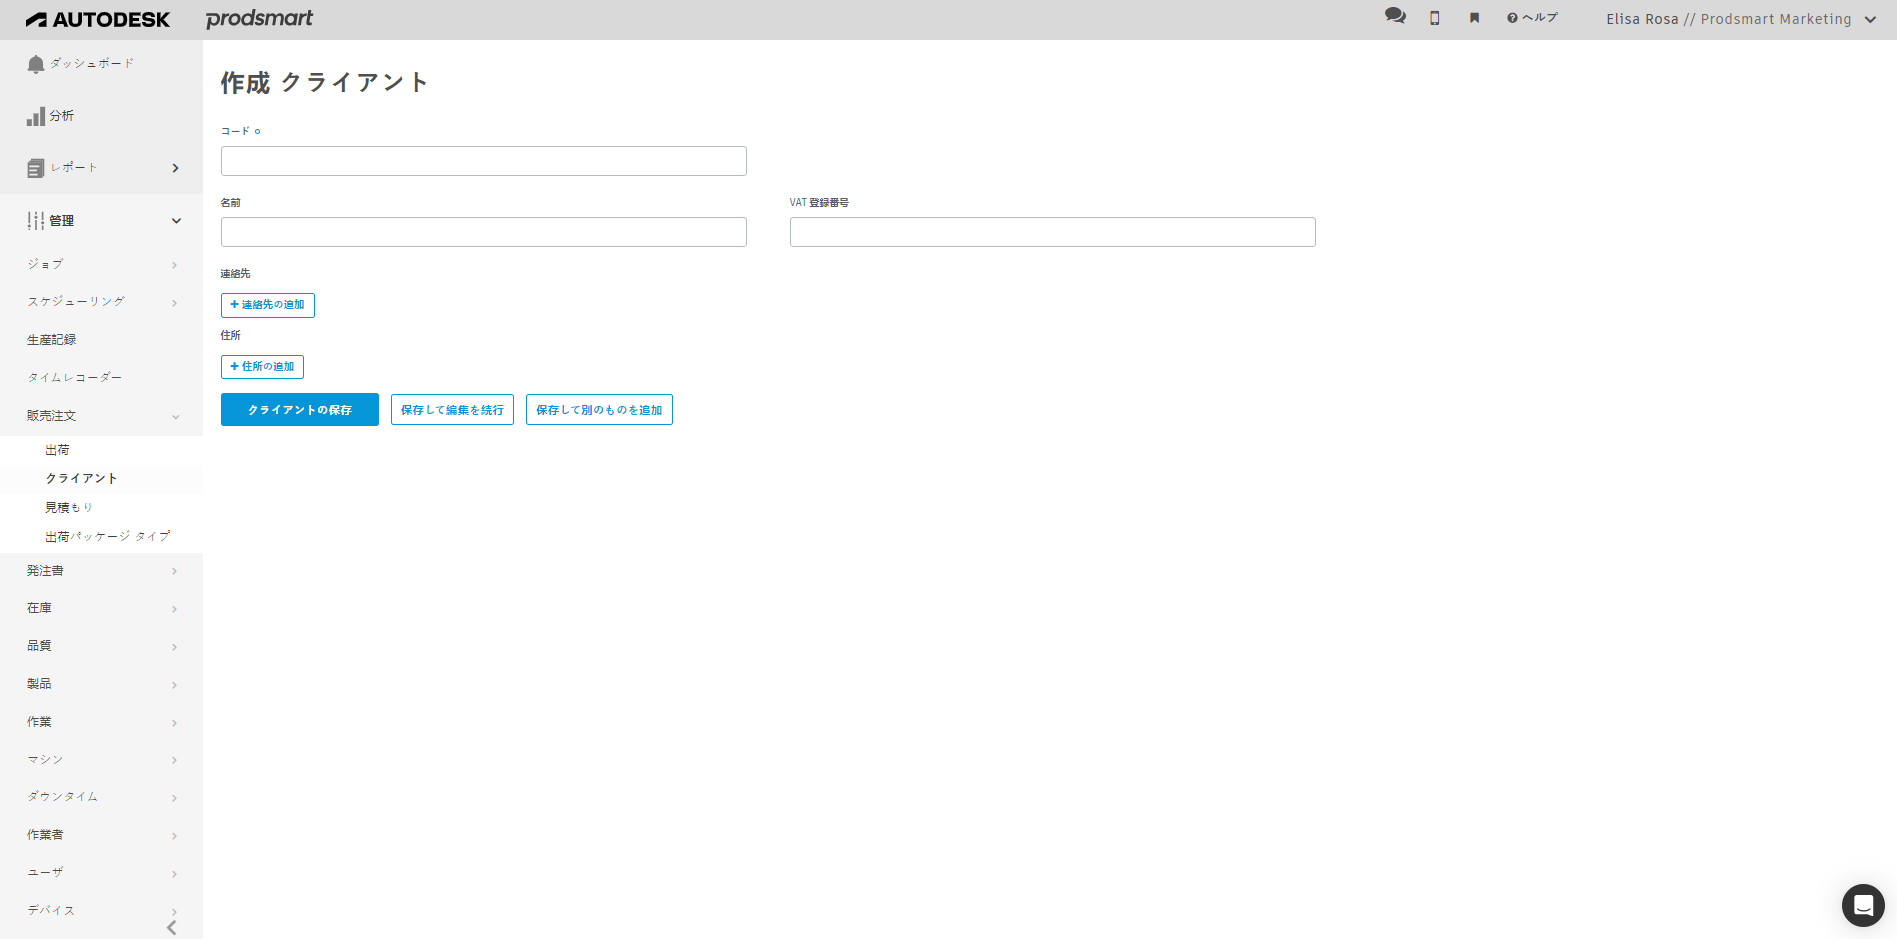 AUTODESK prodsmart
ヘルプ
Elisa Rosa // Prodsmart Marketing
ダッシュボード
分析
レポート
管理
ジョブ
スケジューリング
生産記録
タイムレコーダー
販売注文
出荷
クライアント
見積もり
出荷パッケージ タイプ
発注書
在庫
品質
製品
作業
マシン
ダウンタイム
作業者
ユーザ
デバイス
作成 クライアント
コード
名前
VAT 登録番号
連絡先
+ 連絡先の追加
住所
+ 住所の追加
クライアントの保存
保存して編集を続行
保存して別のものを追加